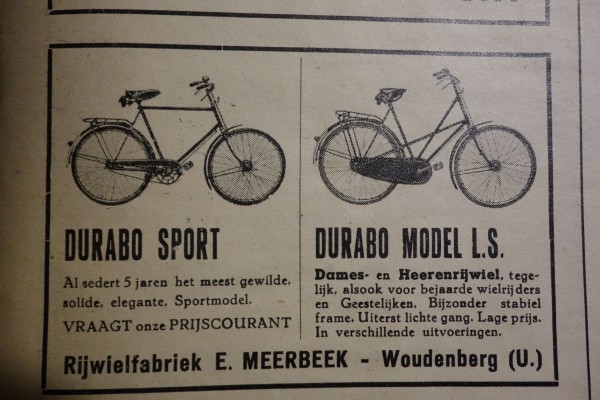 DURABO SPORT
Al sedert 5 jaren het meest gewilde,
solide, elegante, Sportmodel.
VRAAGT onze PRIJSCOURANT
DURABO MODEL L.S.
Dames- en Heerenrijwiel, tege-
lijk, alsook voor bejaarde wielrijders
en Geestelijken. Bijzonder stabiel
frame. Uiterst lichte gang. Lage prijs.
In verschillende uitvoeringen.
Rijwielfabriek E. MEERBEEK - Woudenberg (U.)